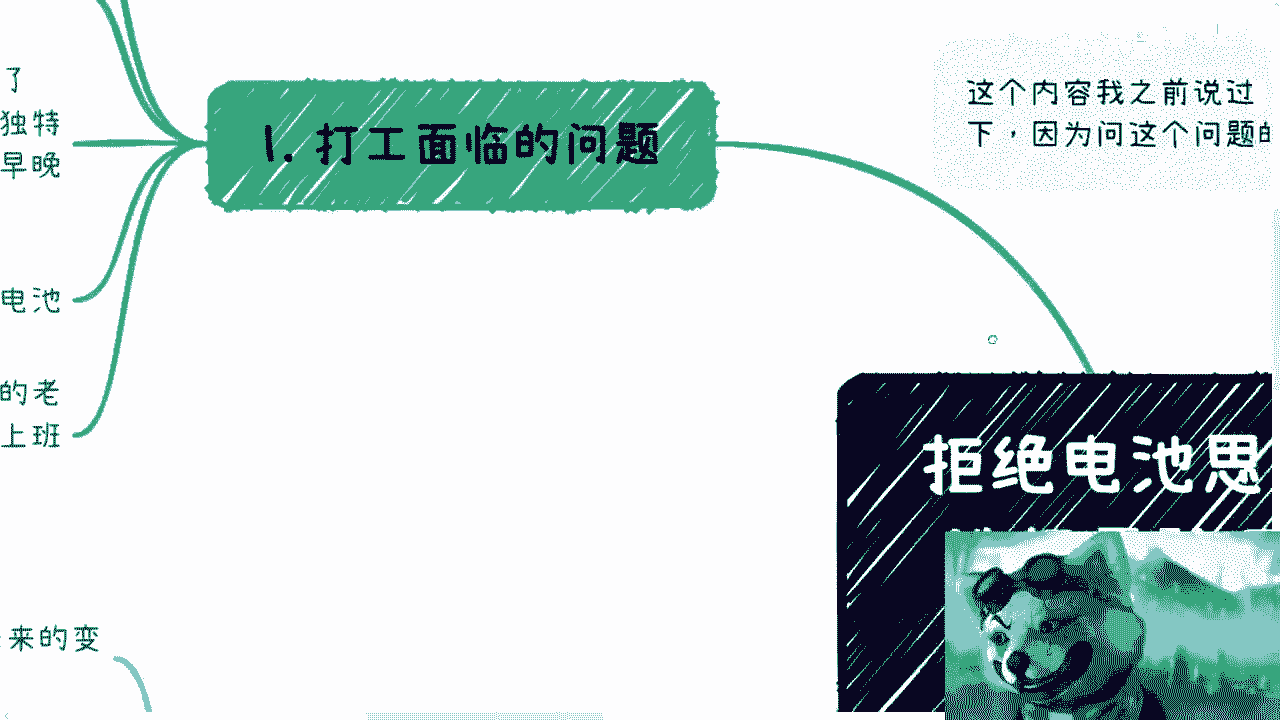 了
独特
早晚
1. 打工面临的问题
这个内容我之前说过
下，因为问这个问题的
电池
的老
上班
拒绝电池思
来的变